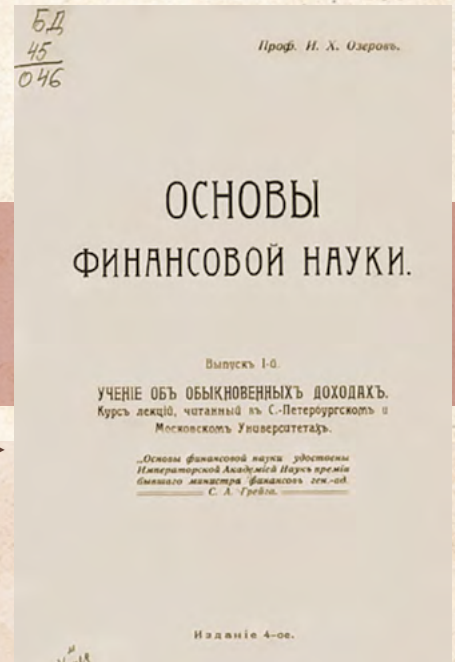 БД
45
046
Проф. И. Х. Озеровъ.
ОСНОВЫ
ФИНАНСОВОЙ НАУКИ.
Выпускъ I-й.
УЧЕНІЕ ОБЪ ОБЫКНОВЕННЫХЪ ДОХОДАХЪ.
Курсъ лекцій, читанный въ С.-Петербургскомъ и
Московскомъ Университетахъ.
„Основы финансовой науки удостоены
Императорской Академіей Наукъ преміи
бывшаго министра финансовъ ген.-ад.
С. А. Грейга.
Изданіе 4-ое.